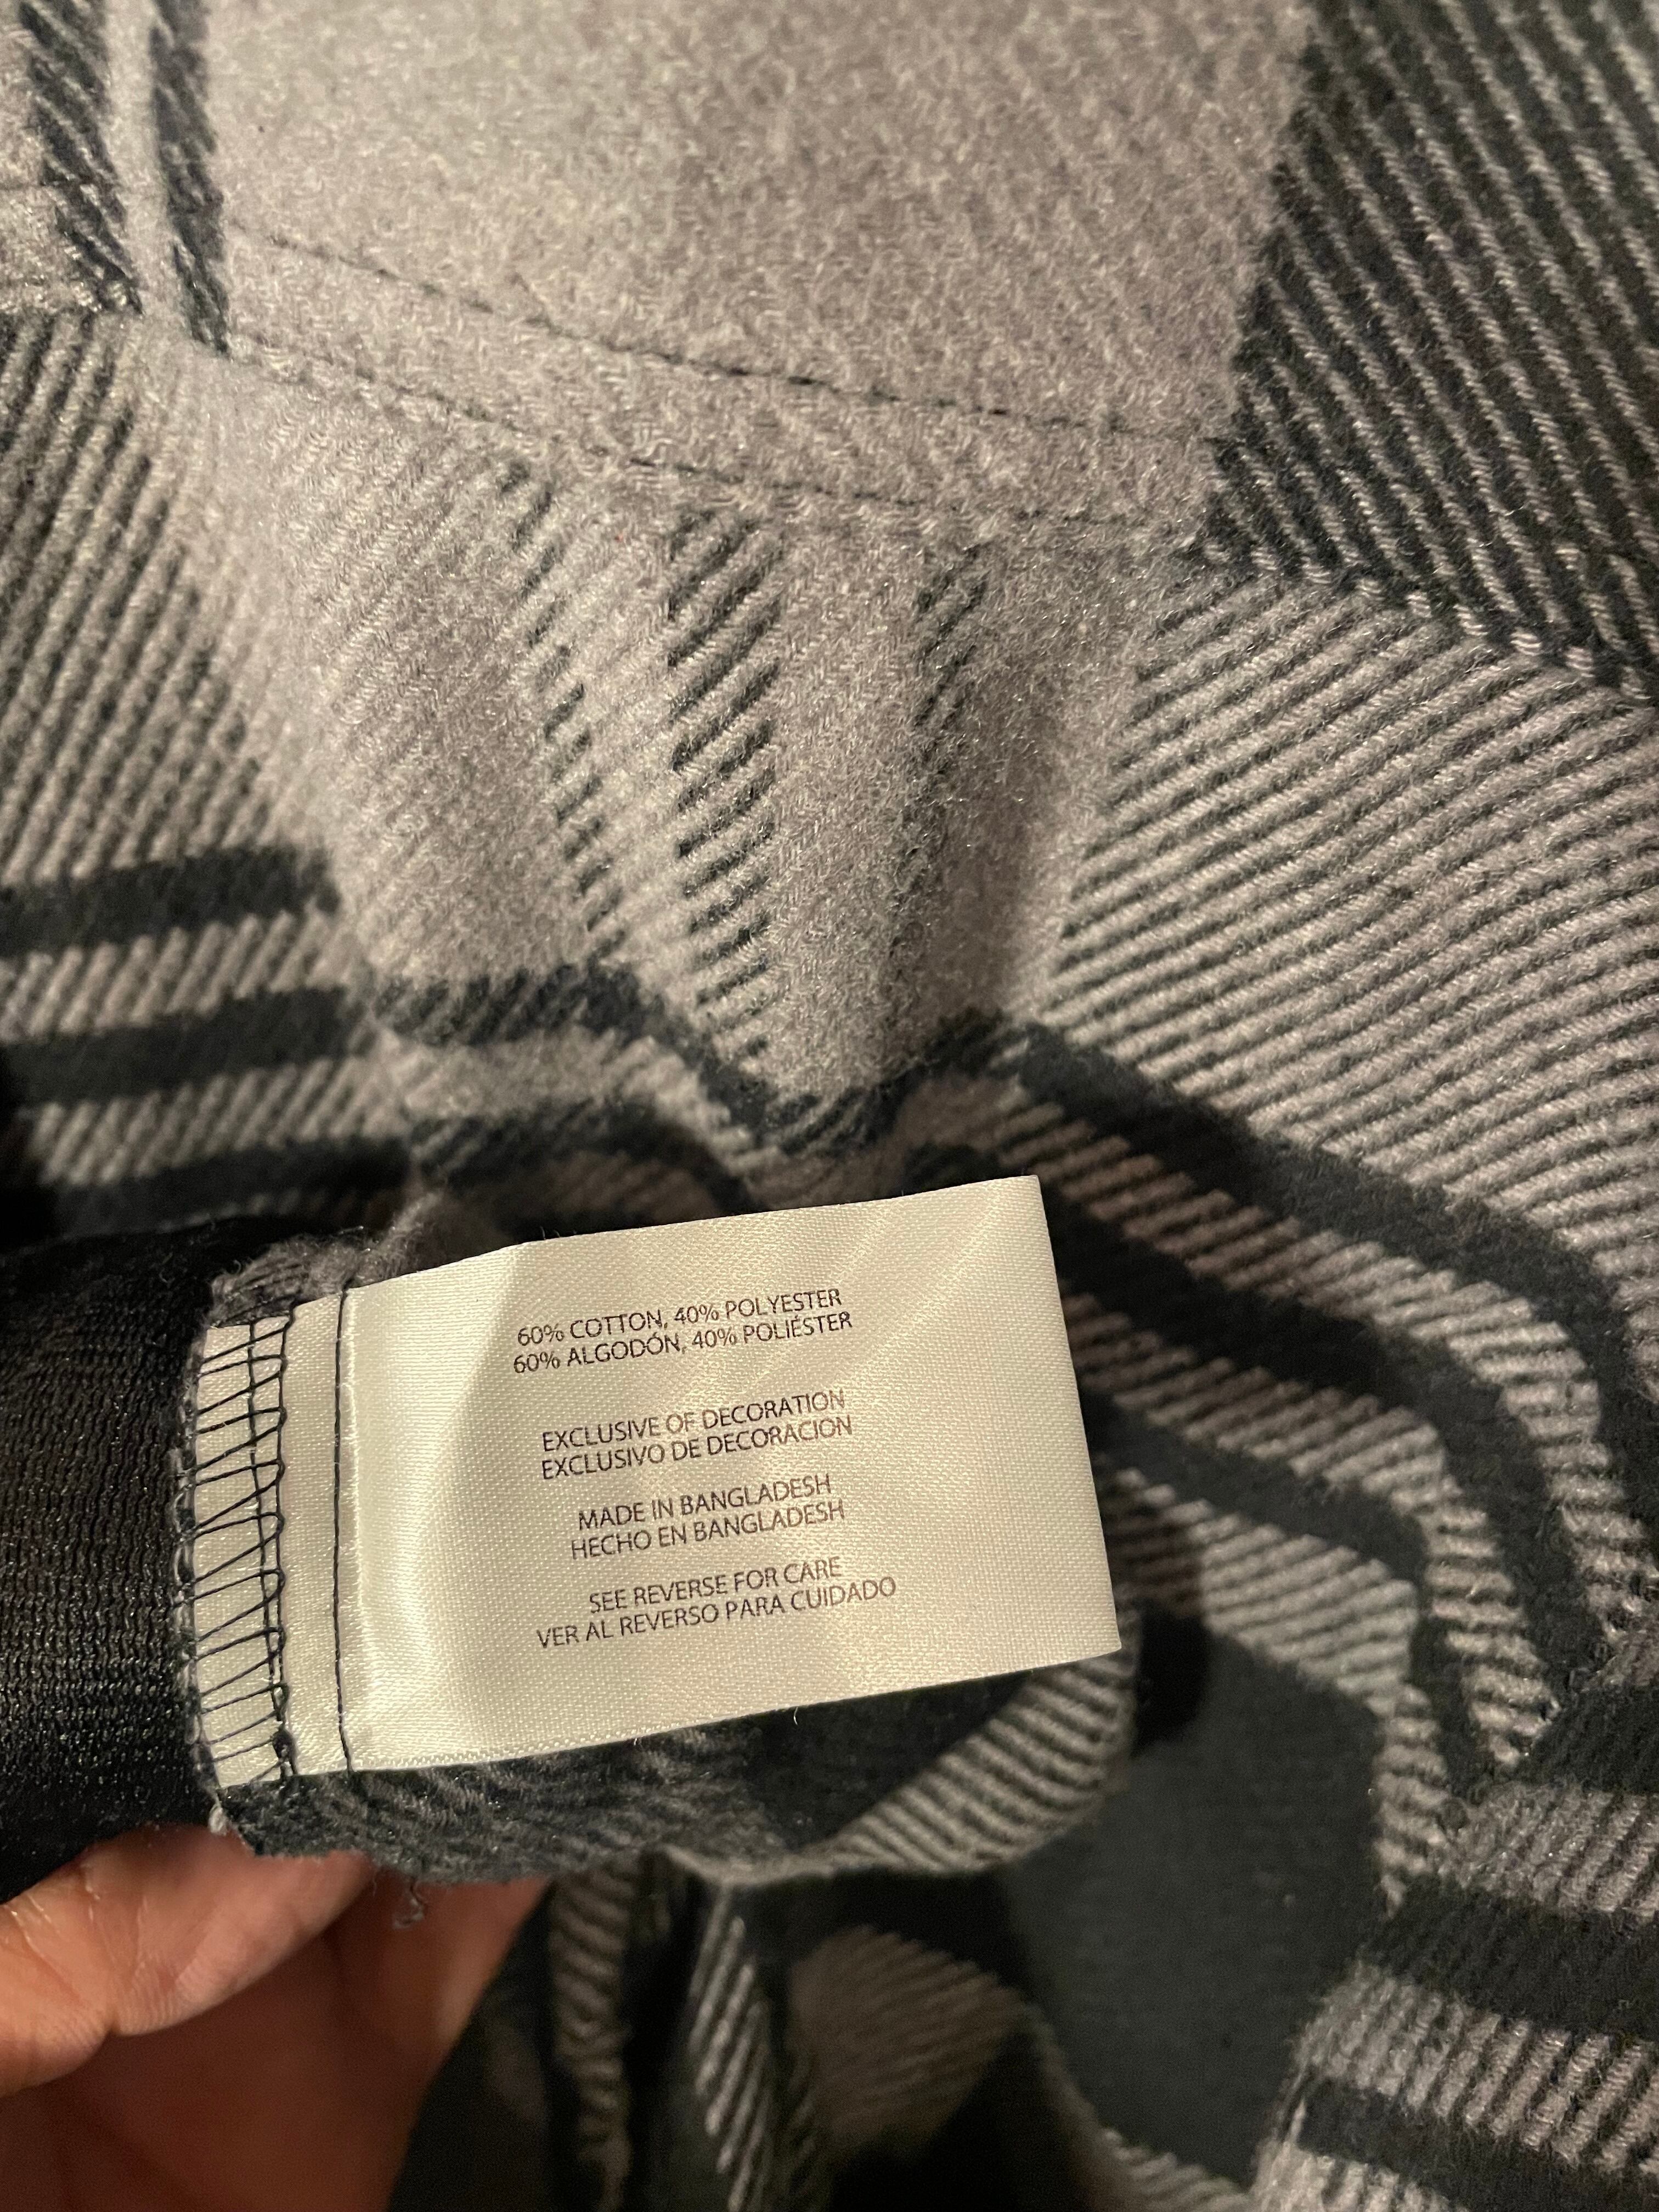 60% COTTON, 40% POLYESTER
60% ALGODÓN, 40% POLIÉSTER
EXCLUSIVE OF DECORATION
EXCLUSIVO DE DECORACION
MADE IN BANGLADESH
HECHO EN BANGLADESH
SEE REVERSE FOR CARE
VER AL REVERSO PARA CUIDADO